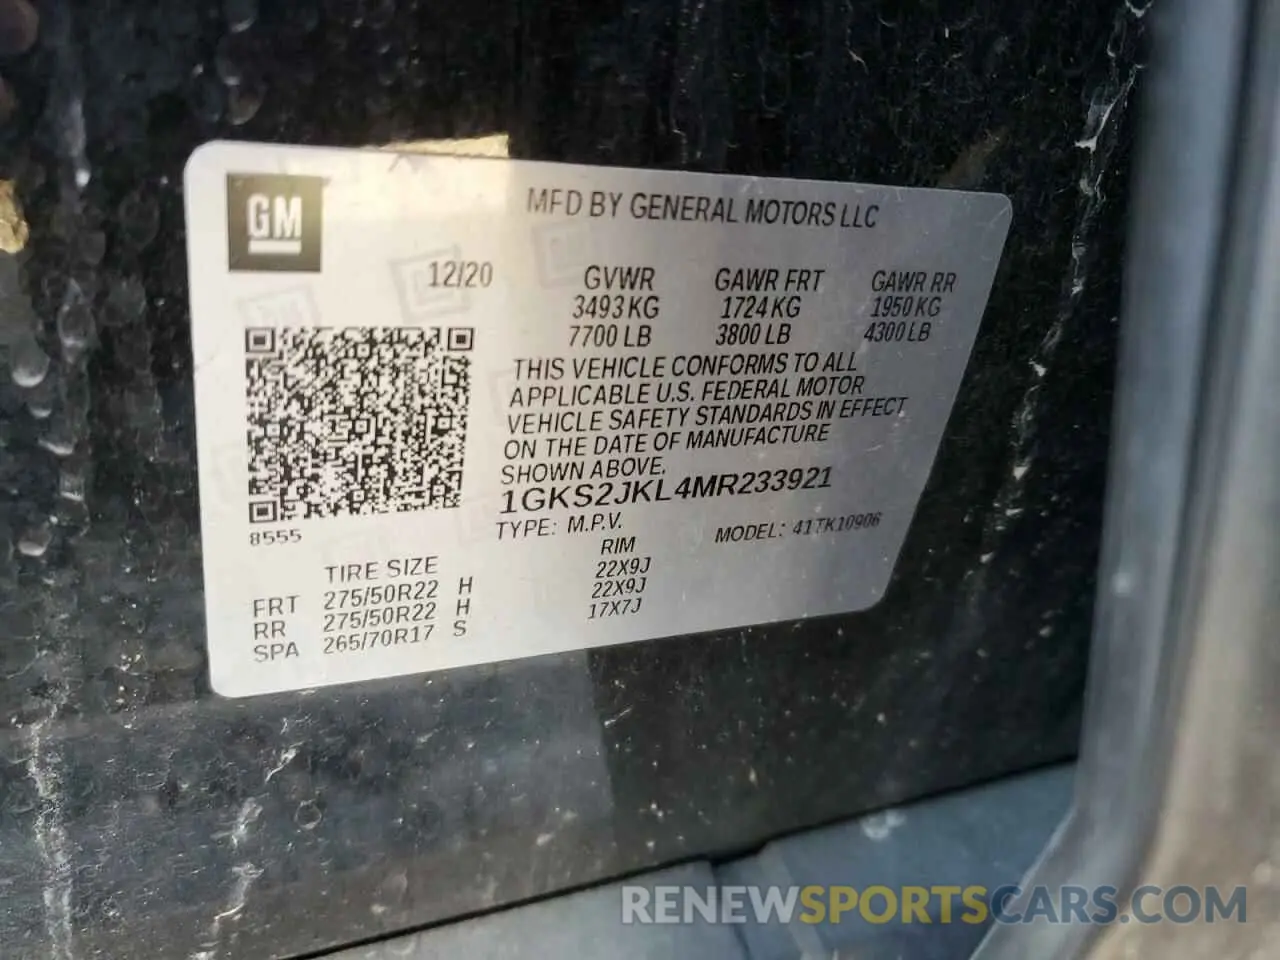 GM
MFD BY GENERAL MOTORS LLC
12/20 GVWR GAWR FRT GAWR RR
3493 KG 1724 KG 1950 KG
7700 LB 3800 LB 4300 LB
THIS VEHICLE CONFORMS TO ALL
APPLICABLE U.S. FEDERAL MOTOR
VEHICLE SAFETY STANDARDS IN EFFECT
ON THE DATE OF MANUFACTURE
SHOWN ABOVE.
1GKS2JKL4MR233921
8555 TYPE: M.P.V. MODEL: 41TK10906
TIRE SIZE RIM
FRT 275/50R22 H 22X9J
RR 275/50R22 H 22X9J
SPA 265/70R17 S 17X7J
RENEWSPORTSCARS.COM